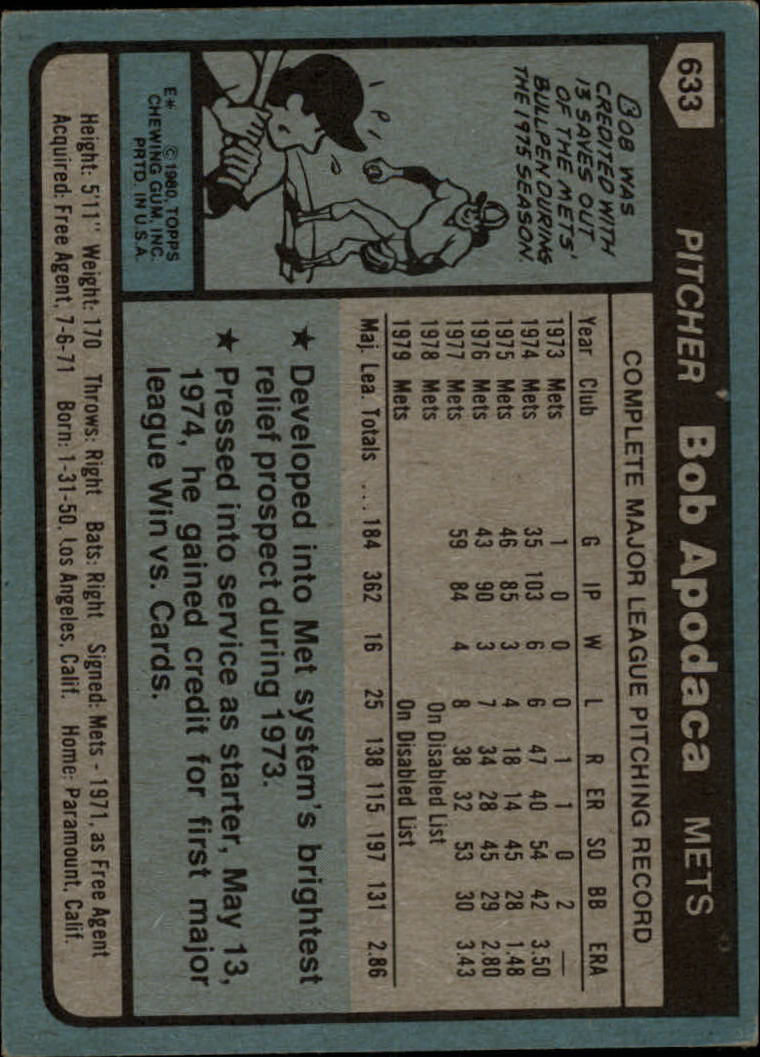 633
PITCHER Bob Apodaca METS
BOB WAS
CREDITED WITH
13 SAVES OUT
OF THE METS'
BULLPEN DURING
THE 1975 SEASON.
E* © 1980, TOPPS
CHEWING GUM, INC.
PRTD. IN U.S.A.
COMPLETE MAJOR LEAGUE PITCHING RECORD
Year Club G IP W L R ER SO BB ERA
1973 Mets 1 0 0 0 1 1 0 2 —
1974 Mets 35 103 6 6 47 40 54 42 3.50
1975 Mets 46 85 3 4 18 14 45 28 1.48
1976 Mets 43 90 3 7 34 28 45 29 2.80
1977 Mets 59 84 4 8 38 32 53 30 3.43
1978 Mets On Disabled List
1979 Mets On Disabled List
Maj. Lea. Totals ... 184 362 16 25 138 115 197 131 2.86
★ Developed into Met system's brightest
relief prospect during 1973.
★ Pressed into service as starter, May 13,
1974, he gained credit for first major
league Win vs. Cards.
Height: 5'11" Weight: 170 Throws: Right Bats: Right Signed: Mets - 1971, as Free Agent
Acquired: Free Agent, 7-6-71 Born: 1-31-50, Los Angeles, Calif. Home: Paramount, Calif.